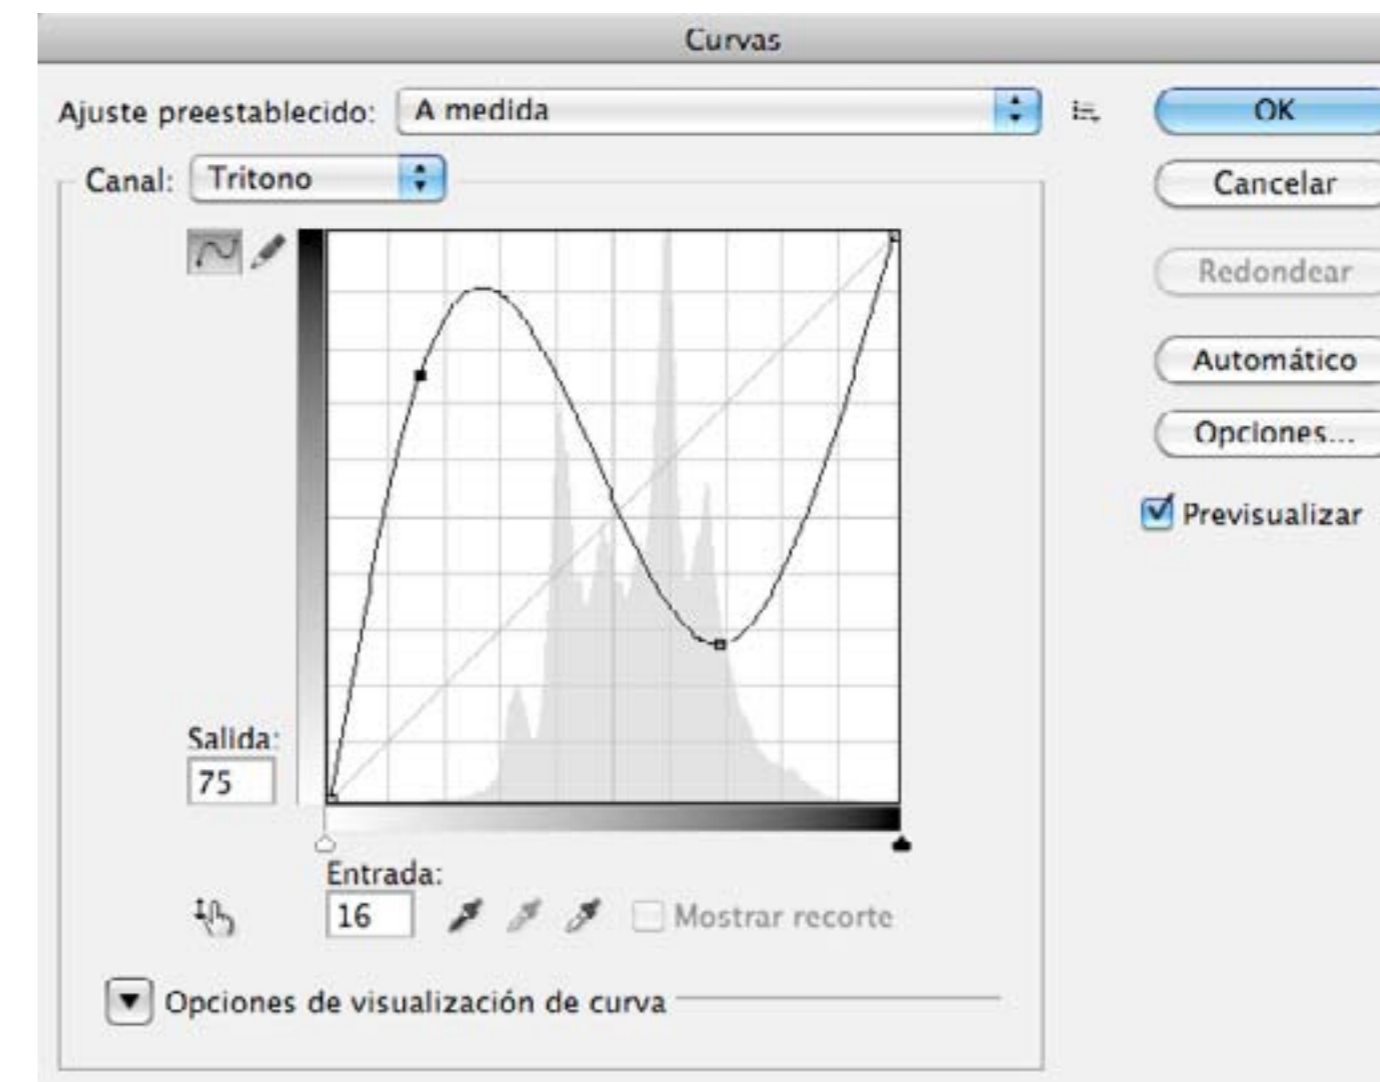 Curvas
Ajuste preestablecido: A medida
OK
Canal: Tritono
Cancelar
Redondear
Automático
Opciones...
Previsualizar
Salida:
75
Entrada:
16
Mostrar recorte
Opciones de visualización de curva